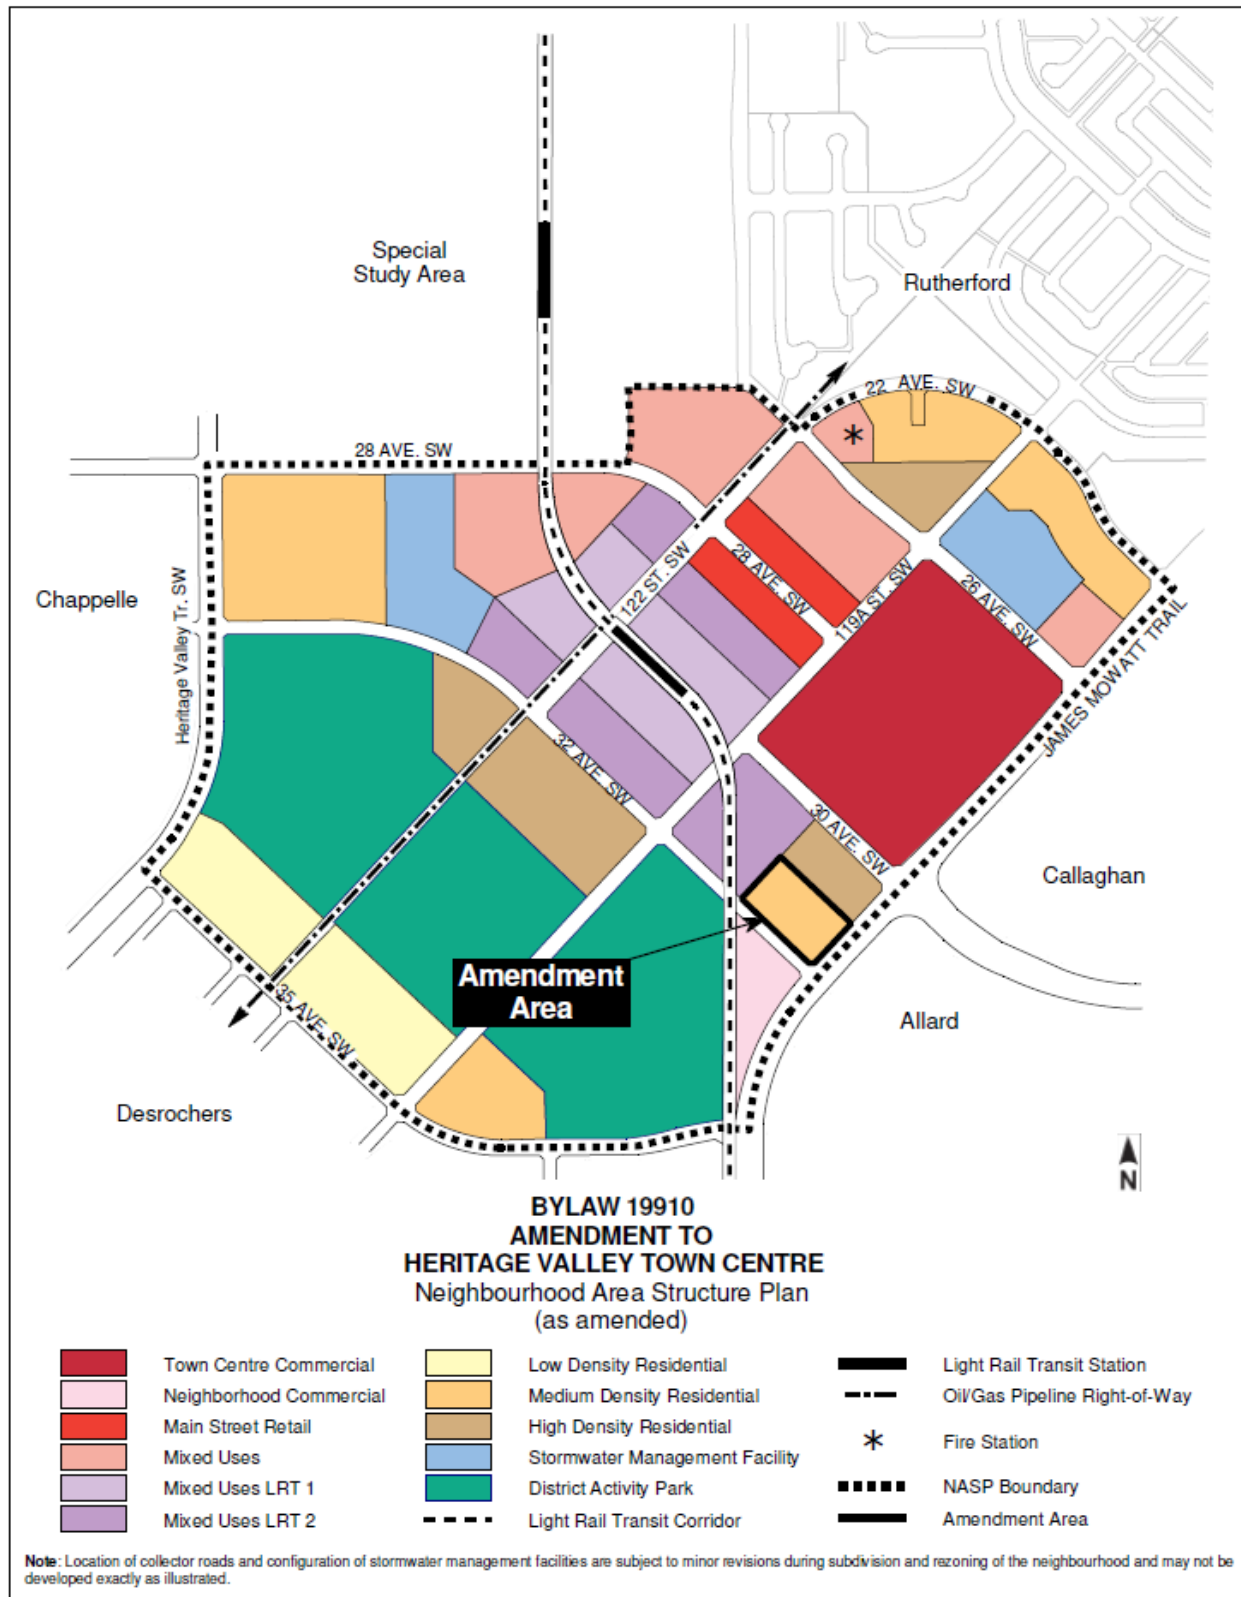 Special
Study Area
Rutherford
22 AVE. SW
*
28 AVE. SW
Chappelle
Heritage Valley Tr. SW
122 ST. SW
28 AVE. SW
119A ST. SW
26 AVE. SW
JAMES MOWATT TRAIL
32 AVE. SW
30 AVE. SW
Callaghan
Amendment
Area
35 AVE. SW
Allard
Desrochers
N
BYLAW 19910
AMENDMENT TO
HERITAGE VALLEY TOWN CENTRE
Neighbourhood Area Structure Plan
(as amended)
Town Centre Commercial
Neighborhood Commercial
Main Street Retail
Mixed Uses
Mixed Uses LRT 1
Mixed Uses LRT 2
Low Density Residential
Medium Density Residential
High Density Residential
Stormwater Management Facility
District Activity Park
Light Rail Transit Corridor
Light Rail Transit Station
Oil/Gas Pipeline Right-of-Way
* Fire Station
NASP Boundary
Amendment Area
Note: Location of collector roads and configuration of stormwater management facilities are subject to minor revisions during subdivision and rezoning of the neighbourhood and may not be
developed exactly as illustrated.